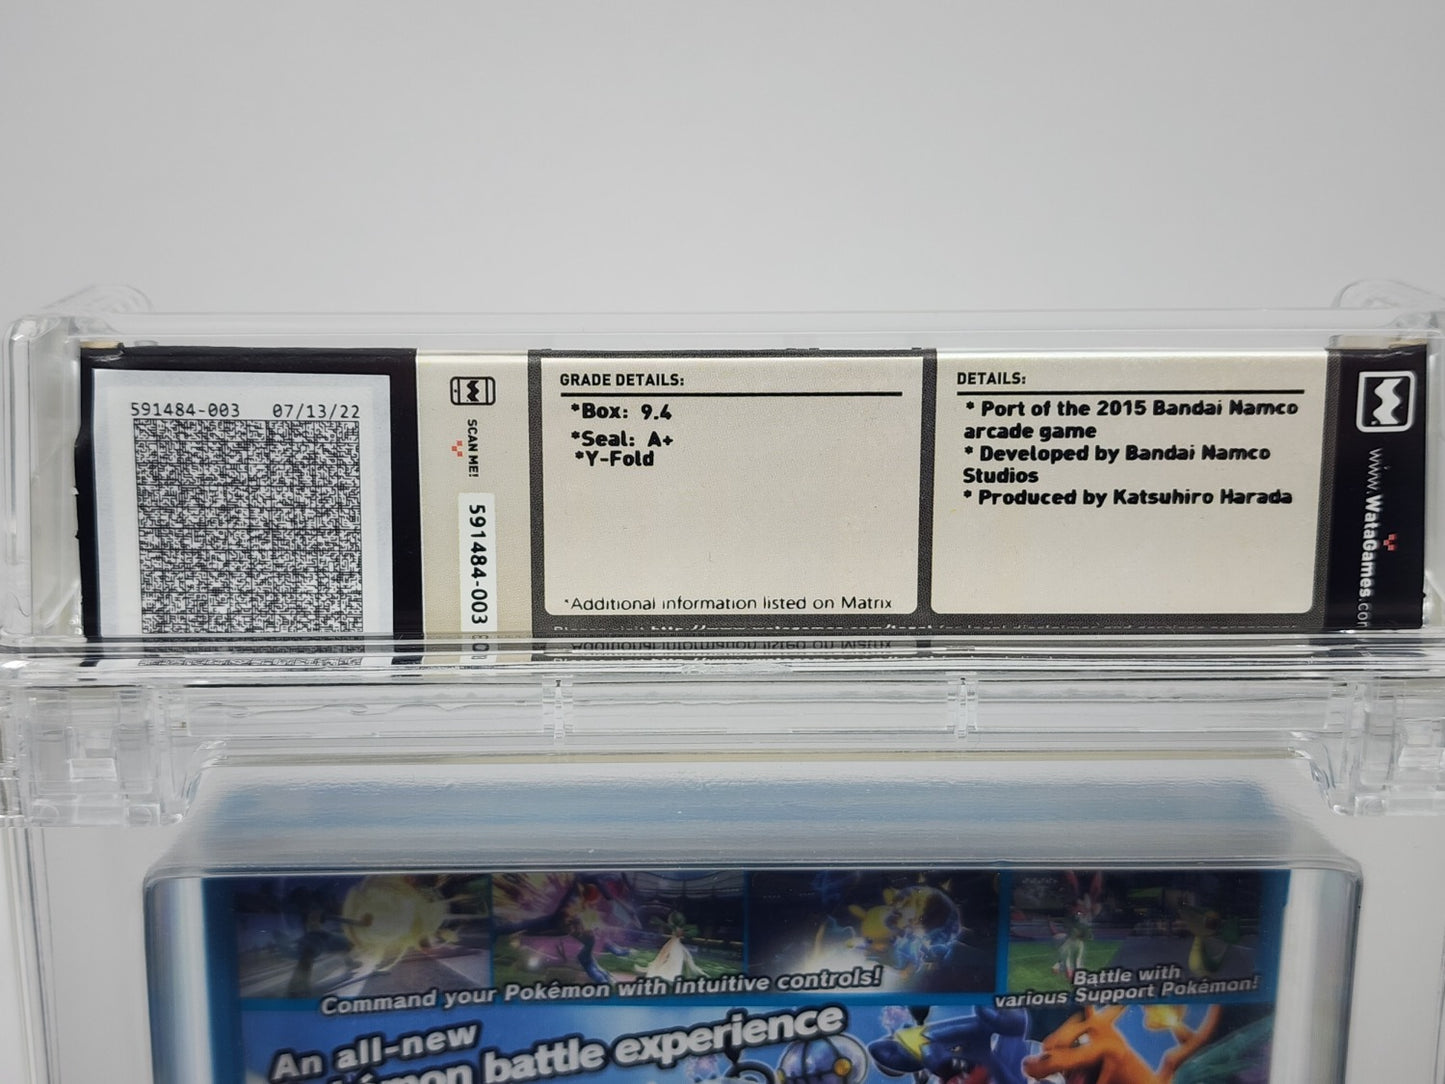 591484-003 07/13/22
SCAN ME!
591484-003
GRADE DETAILS:
*Box: 9.4
*Seal: A+
*Y-Fold
*Additional information listed on Matrix
DETAILS:
* Port of the 2015 Bandai Namco
arcade game
* Developed by Bandai Namco
Studios
* Produced by Katsuhiro Harada
www.WataGames.com
Command your Pokémon with intuitive controls!
Battle with
various Support Pokémon!
An all-new
battle experience